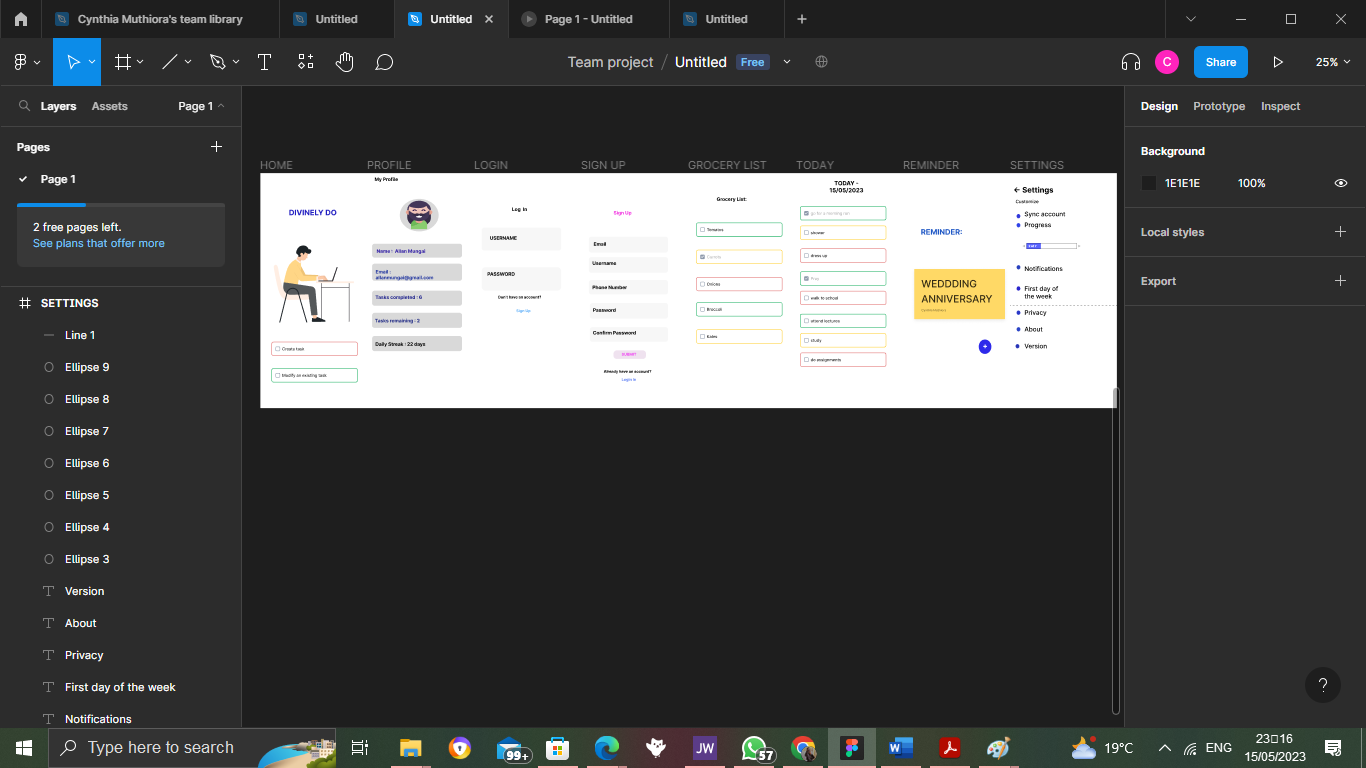 Cynthia Muthiora's team library
Untitled
Untitled
Page 1 - Untitled
Untitled
Team project / Untitled Free
C
Share
25%
Layers
Assets
Page 1
Design
Prototype
Inspect
Pages
Page 1
2 free pages left.
See plans that offer more
Background
1E1E1E
100%
Local styles
Export
SETTINGS
Line 1
Ellipse 9
Ellipse 8
Ellipse 7
Ellipse 6
Ellipse 5
Ellipse 4
Ellipse 3
Version
About
Privacy
First day of the week
Notifications
HOME
DIVINELY DO
Create task
Modify an existing task
PROFILE
My Profile
Name : Allan Mungai
Email :
allanmungai@gmail.com
Tasks completed : 6
Tasks remaining : 2
Daily Streak : 22 days
LOGIN
Log In
USERNAME
PASSWORD
Don't have an account?
Sign Up
SIGN UP
Sign Up
Email
Username
Phone Number
Password
Confirm Password
SUBMIT
Already have an account?
Login in
GROCERY LIST
Grocery List:
Tomatos
Carrots
Onions
Broccoli
Kales
TODAY
TODAY -
15/05/2023
go for a morning run
shower
dress up
Pray
walk to school
attend lectures
study
do assignments
REMINDER
REMINDER:
WEDDDING
ANNIVERSARY
SETTINGS
← Settings
Customize
Sync account
Progress
Notifications
First day of
the week
Privacy
About
Version
?
Type here to search
99+
JW
57
19°C
ENG
23□16
15/05/2023